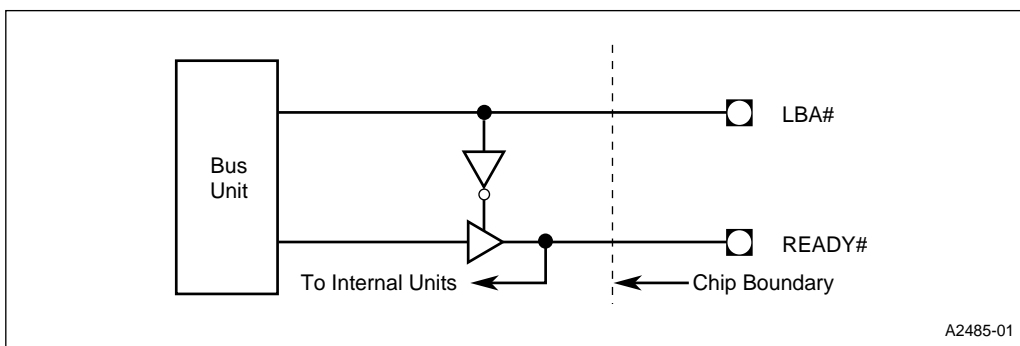 LBA#
Bus
Unit
READY#
To Internal Units
Chip Boundary
A2485-01